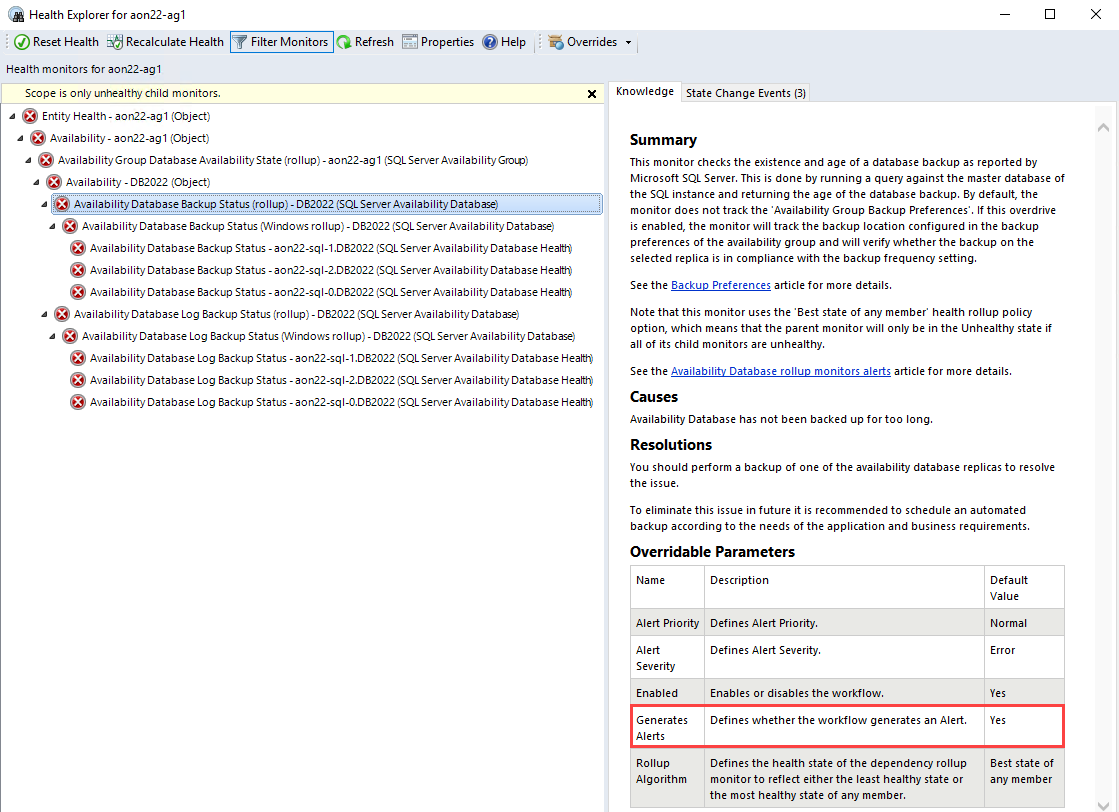 Health Explorer for aon22-ag1
Reset Health Recalculate Health Filter Monitors Refresh Properties Help Overrides
Health monitors for aon22-ag1
Scope is only unhealthy child monitors.
Entity Health - aon22-ag1 (Object)
Availability - aon22-ag1 (Object)
Availability Group Database Availability State (rollup) - aon22-ag1 (SQL Server Availability Group)
Availability - DB2022 (Object)
Availability Database Backup Status (rollup) - DB2022 (SQL Server Availability Database)
Availability Database Backup Status (Windows rollup) - DB2022 (SQL Server Availability Database)
Availability Database Backup Status - aon22-sql-1.DB2022 (SQL Server Availability Database Health)
Availability Database Backup Status - aon22-sql-2.DB2022 (SQL Server Availability Database Health)
Availability Database Backup Status - aon22-sql-0.DB2022 (SQL Server Availability Database Health)
Availability Database Log Backup Status (rollup) - DB2022 (SQL Server Availability Database)
Availability Database Log Backup Status (Windows rollup) - DB2022 (SQL Server Availability Database)
Availability Database Log Backup Status - aon22-sql-1.DB2022 (SQL Server Availability Database Health)
Availability Database Log Backup Status - aon22-sql-2.DB2022 (SQL Server Availability Database Health)
Availability Database Log Backup Status - aon22-sql-0.DB2022 (SQL Server Availability Database Health)
Knowledge State Change Events (3)
Summary
This monitor checks the existence and age of a database backup as reported by
Microsoft SQL Server. This is done by running a query against the master database of
the SQL instance and returning the age of the database backup. By default, the
monitor does not track the 'Availability Group Backup Preferences'. If this overdrive
is enabled, the monitor will track the backup location configured in the backup
preferences of the availability group and will verify whether the backup on the
selected replica is in compliance with the backup frequency setting.
See the Backup Preferences article for more details.
Note that this monitor uses the 'Best state of any member' health rollup policy
option, which means that the parent monitor will only be in the Unhealthy state if
all of its child monitors are unhealthy.
See the Availability Database rollup monitors alerts article for more details.
Causes
Availability Database has not been backed up for too long.
Resolutions
You should perform a backup of one of the availability database replicas to resolve
the issue.
To eliminate this issue in future it is recommended to schedule an automated
backup according to the needs of the application and business requirements.
Overridable Parameters
Name Description Default
Value
Alert Priority Defines Alert Priority. Normal
Alert Defines Alert Severity. Error
Severity
Enabled Enables or disables the workflow. Yes
Generates Defines whether the workflow generates an Alert. Yes
Alerts
Rollup Defines the health state of the dependency rollup Best state of
Algorithm monitor to reflect either the least healthy state or any member
the most healthy state of any member.